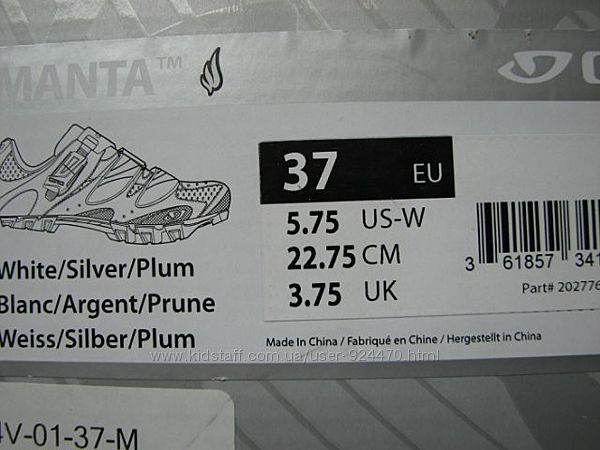 MANTA™
37 EU
5.75 US-W
22.75 CM
3.75 UK
White/Silver/Plum
Blanc/Argent/Prune
Weiss/Silber/Plum
3 61857 341
Part# 202776
Made In China / Fabriqué en Chine / Hergestellt in China
www.kidstaff.com.ua/user-924470.html
V-01-37-M